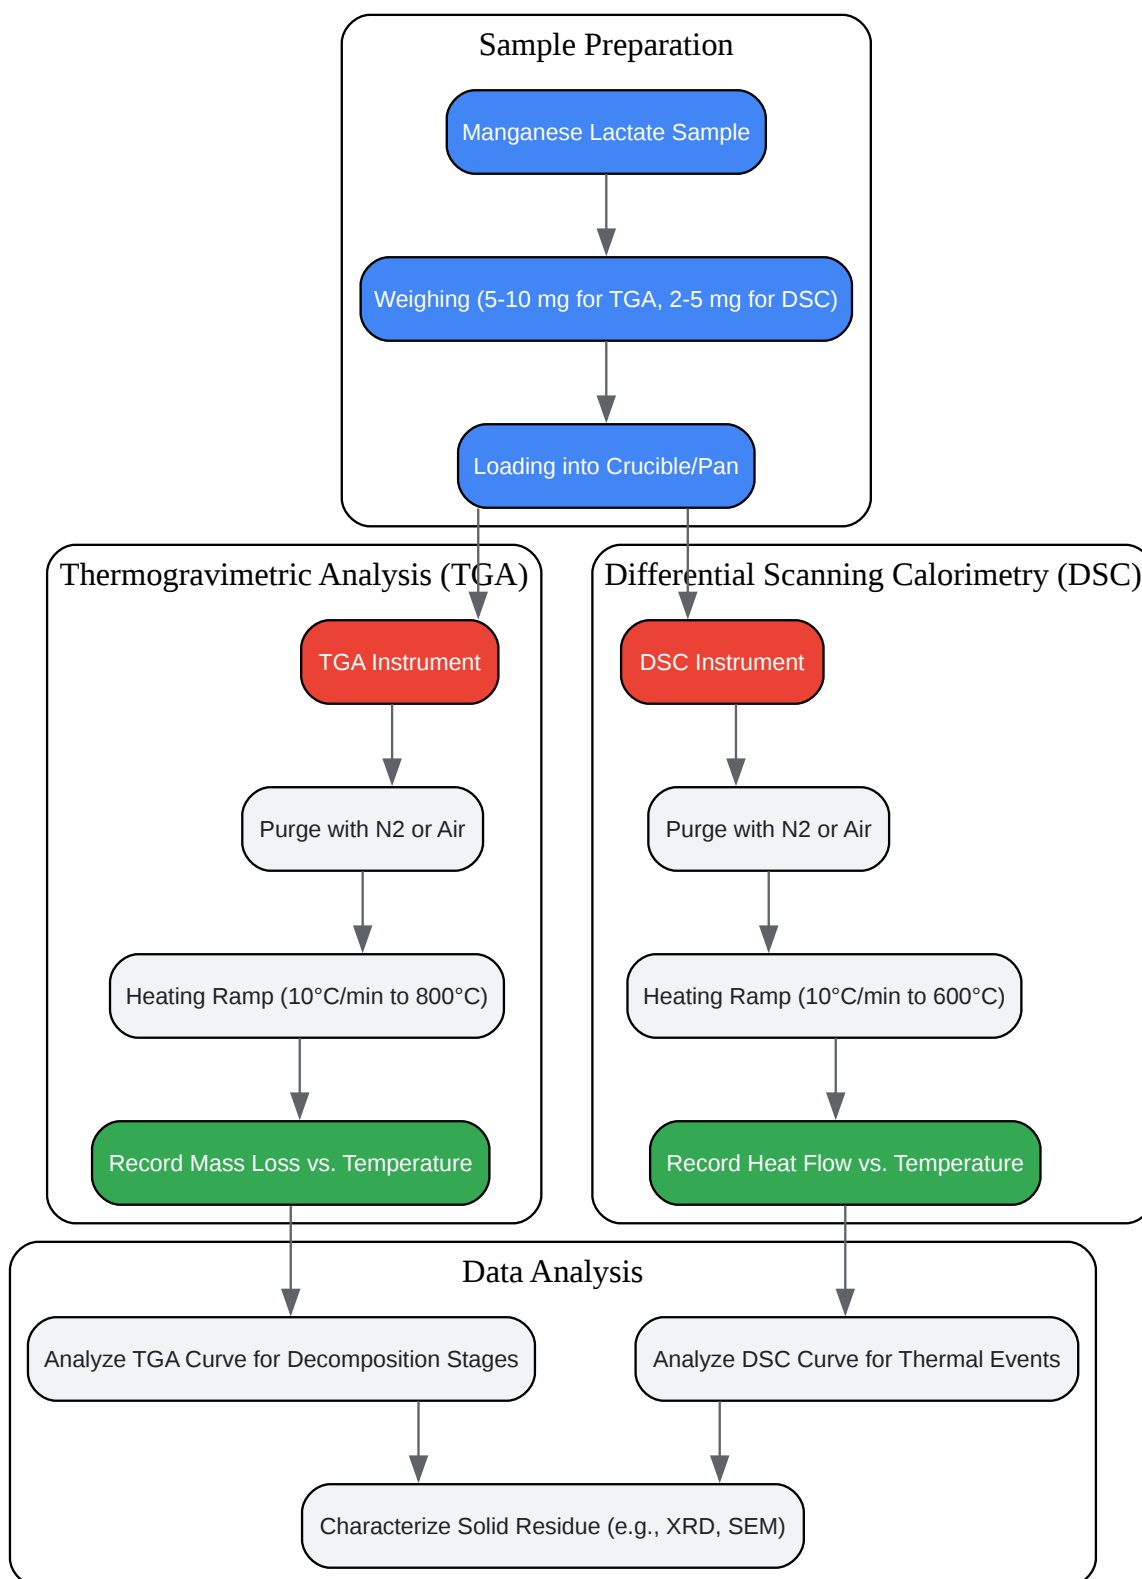 Sample Preparation
Manganese Lactate Sample
Weighing (5-10 mg for TGA, 2-5 mg for DSC)
Loading into Crucible/Pan
Thermogravimetric Analysis (TGA)
TGA Instrument
Purge with N2 or Air
Heating Ramp (10°C/min to 800°C)
Record Mass Loss vs. Temperature
Differential Scanning Calorimetry (DSC)
DSC Instrument
Purge with N2 or Air
Heating Ramp (10°C/min to 600°C)
Record Heat Flow vs. Temperature
Data Analysis
Analyze TGA Curve for Decomposition Stages
Analyze DSC Curve for Thermal Events
Characterize Solid Residue (e.g., XRD, SEM)